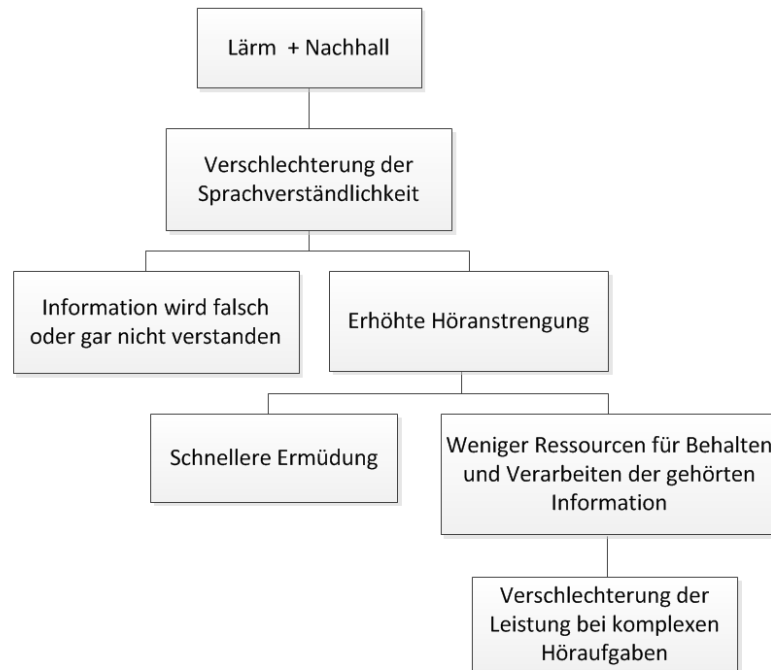 Lärm + Nachhall
Verschlechterung der
Sprachverständlichkeit
Information wird falsch
oder gar nicht verstanden
Erhöhte Höranstrengung
Schnellere Ermüdung
Weniger Ressourcen für Behalten
und Verarbeiten der gehörten
Information
Verschlechterung der
Leistung bei komplexen
Höraufgaben